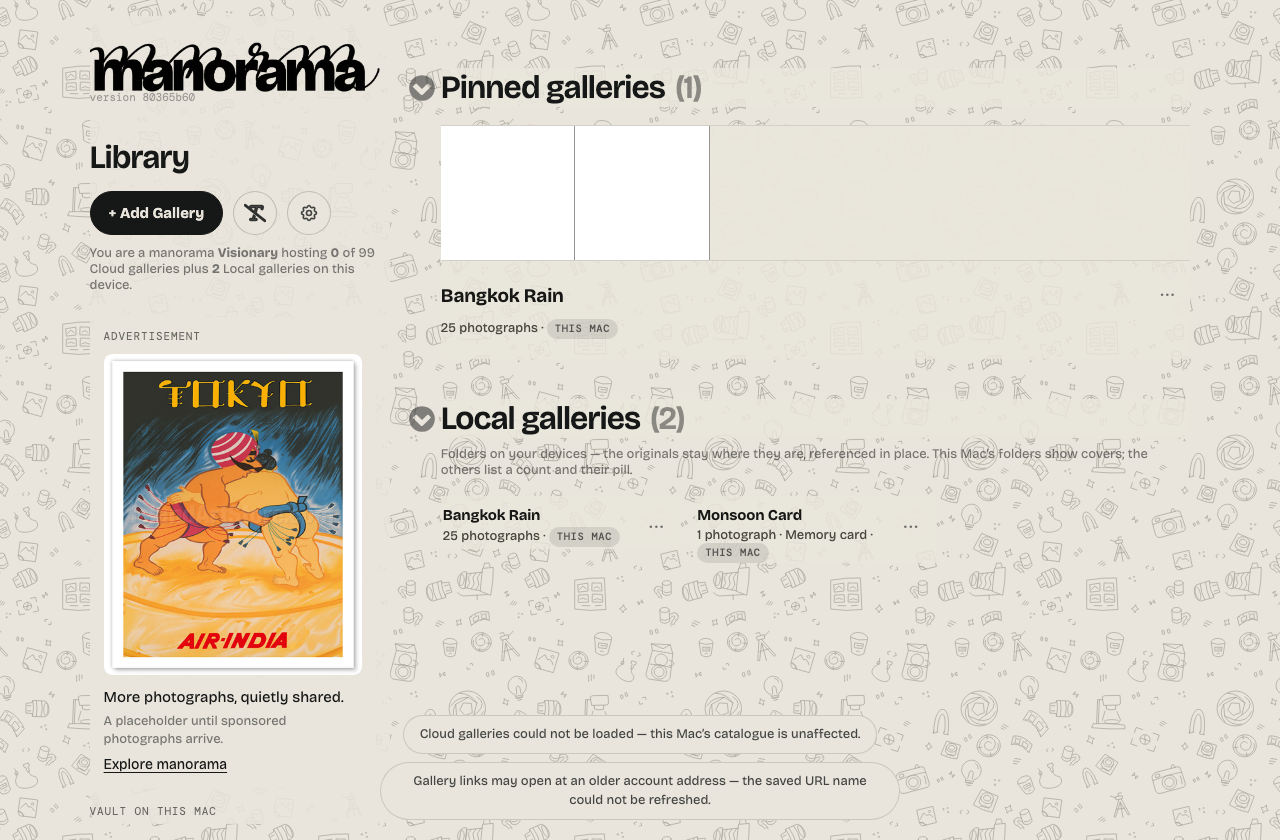 manorama
version 80365b60
Library
+ Add Gallery
You are a manorama Visionary hosting 0 of 99
Cloud galleries plus 2 Local galleries on this
device.
ADVERTISEMENT
TOKYO
AIR-INDIA
More photographs, quietly shared.
A placeholder until sponsored
photographs arrive.
Explore manorama
VAULT ON THIS MAC
Pinned galleries (1)
Bangkok Rain
25 photographs · THIS MAC
Local galleries (2)
Folders on your devices — the originals stay where they are, referenced in place. This Mac's folders show covers; the
others list a count and their pill.
Bangkok Rain
25 photographs · THIS MAC
Monsoon Card
1 photograph · Memory card ·
THIS MAC
Cloud galleries could not be loaded — this Mac's catalogue is unaffected.
Gallery links may open at an older account address — the saved URL name
could not be refreshed.